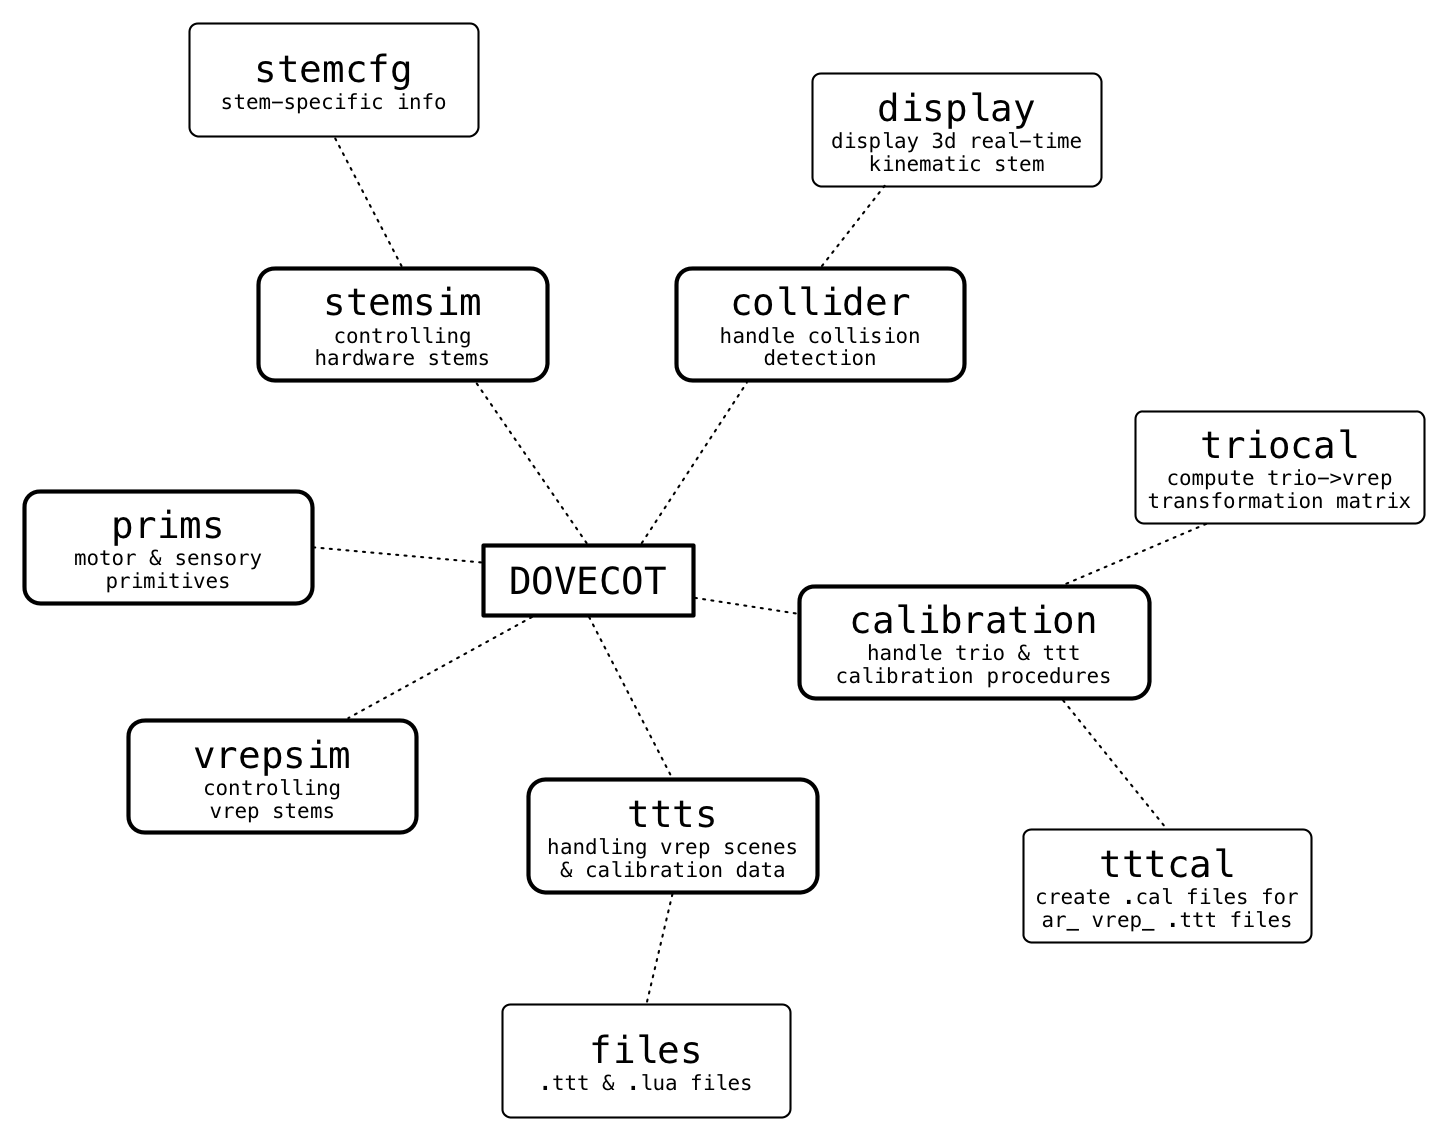 stemcfg
stem-specific info
display
display 3d real-time
kinematic stem
stemsim
controlling
hardware stems
collider
handle collision
detection
triocal
compute trio->vrep
transformation matrix
prims
motor & sensory
primitives
DOVECOT
calibration
handle trio & ttt
calibration procedures
vrepsim
controlling
vrep stems
ttts
handling vrep scenes
& calibration data
tttcal
create .cal files for
ar_ vrep_ .ttt files
files
.ttt & .lua files